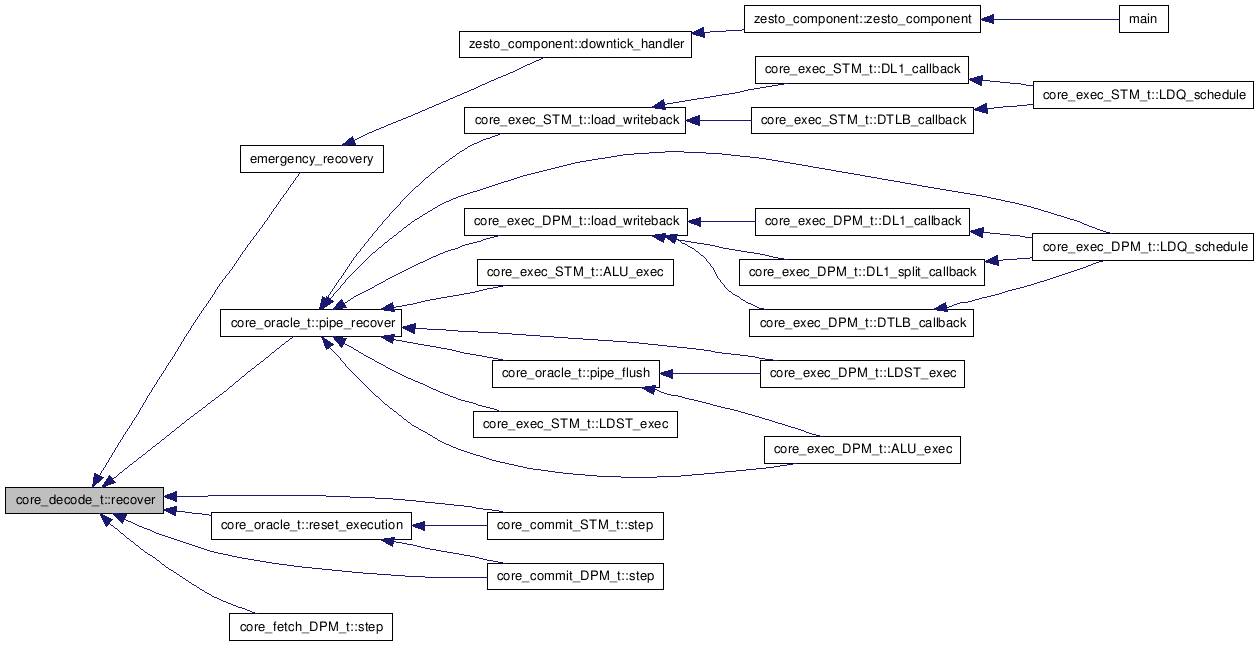 zesto_component::zesto_component
main
zesto_component::downtick_handler
core_exec_STM_t::DL1_callback
core_exec_STM_t::LDQ_schedule
core_exec_STM_t::load_writeback
core_exec_STM_t::DTLB_callback
emergency_recovery
core_exec_DPM_t::load_writeback
core_exec_DPM_t::DL1_callback
core_exec_DPM_t::LDQ_schedule
core_exec_STM_t::ALU_exec
core_exec_DPM_t::DL1_split_callback
core_oracle_t::pipe_recover
core_exec_DPM_t::DTLB_callback
core_oracle_t::pipe_flush
core_exec_DPM_t::LDST_exec
core_exec_STM_t::LDST_exec
core_exec_DPM_t::ALU_exec
core_decode_t::recover
core_oracle_t::reset_execution
core_commit_STM_t::step
core_commit_DPM_t::step
core_fetch_DPM_t::step